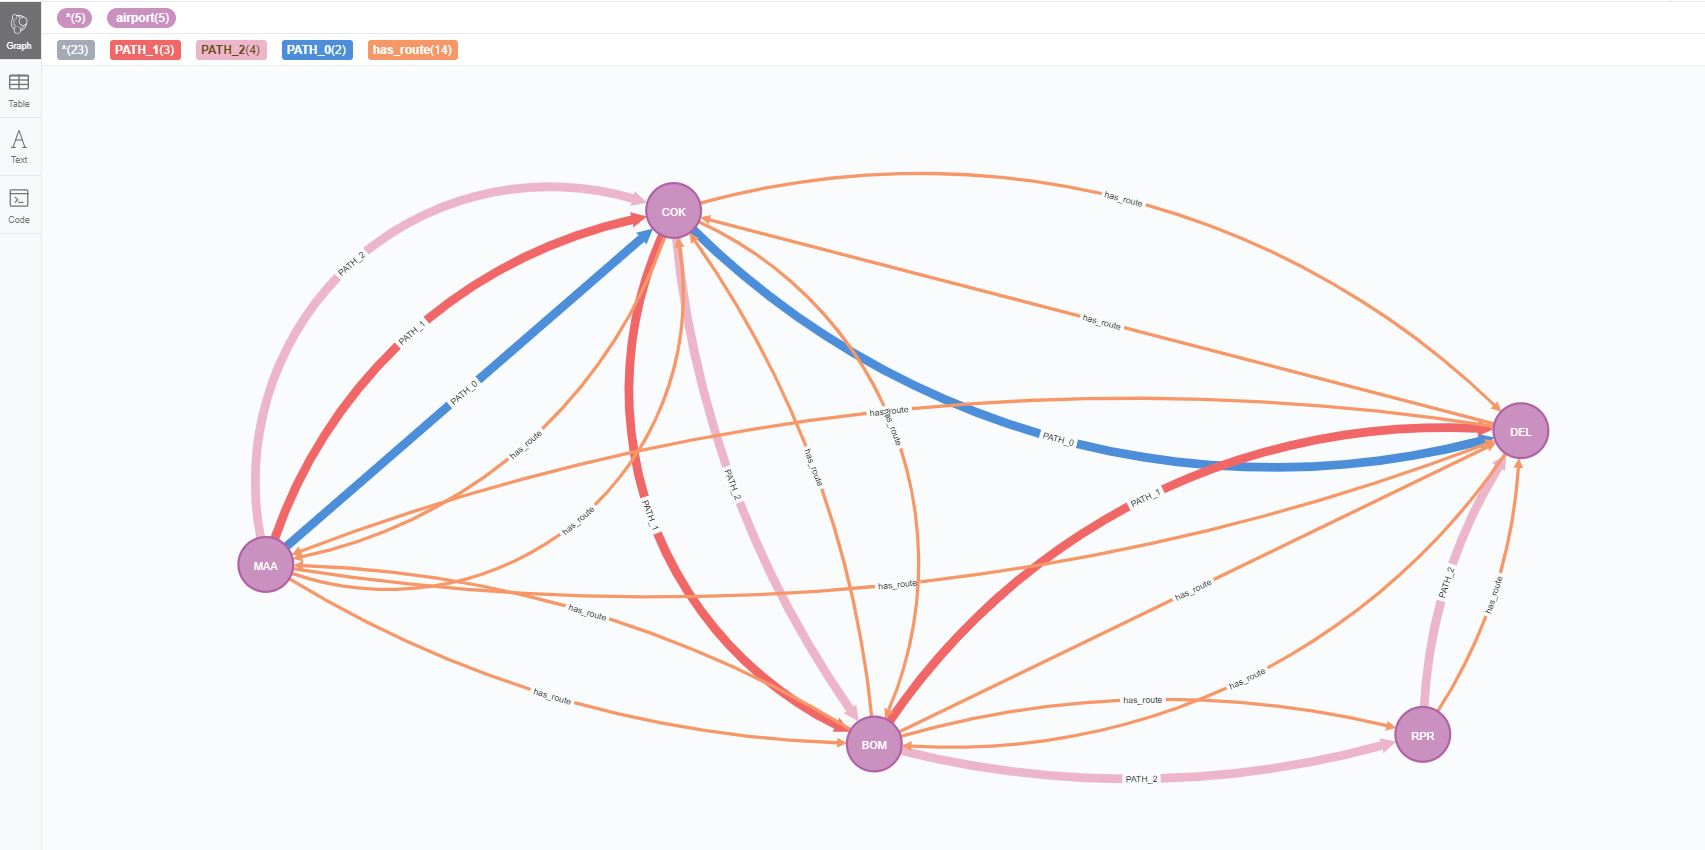 *(5) airport(5)
*(23) PATH_1(3) PATH_2(4) PATH_0(2) has_route(14)
Graph
Table
Text
Code
COK
has_route
PATH_2
has_route
PATH_1
PATH_0
has_route
has_route
DEL
PATH_0
has_route
has_route
PATH_2
PATH_1
PATH_1
has_route
MAA
has_route
has_route
PATH_2
has_route
has_route
has_route
has_route
has_route
BOM
RPR
PATH_2